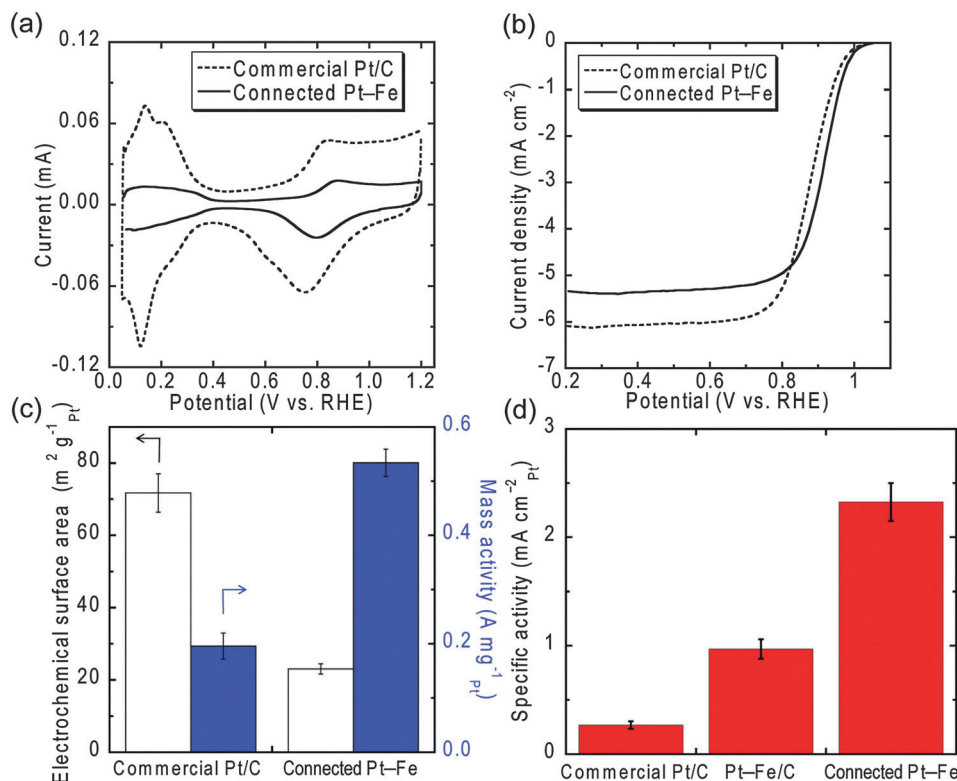 (a)
0.12
0.06
0.00
-0.06
-0.12
Current (mA)
Commercial Pt/C
Connected Pt–Fe
0.0 0.2 0.4 0.6 0.8 1.0 1.2
Potential (V vs. RHE)
(b)
0
-1
-2
-3
-4
-5
-6
-7
Current density (mA cm-2)
Commercial Pt/C
Connected Pt–Fe
0.2 0.4 0.6 0.8 1
Potential (V vs. RHE)
(c)
80
60
40
20
0
Electrochemical surface area (m2 g-1Pt)
0.6
0.4
0.2
0.0
Mass activity (A mg-1Pt)
Commercial Pt/C Connected Pt–Fe
(d)
3
2
1
0
Specific activity (mA cm-2Pt)
Commercial Pt/C Pt–Fe/C Connected Pt–Fe